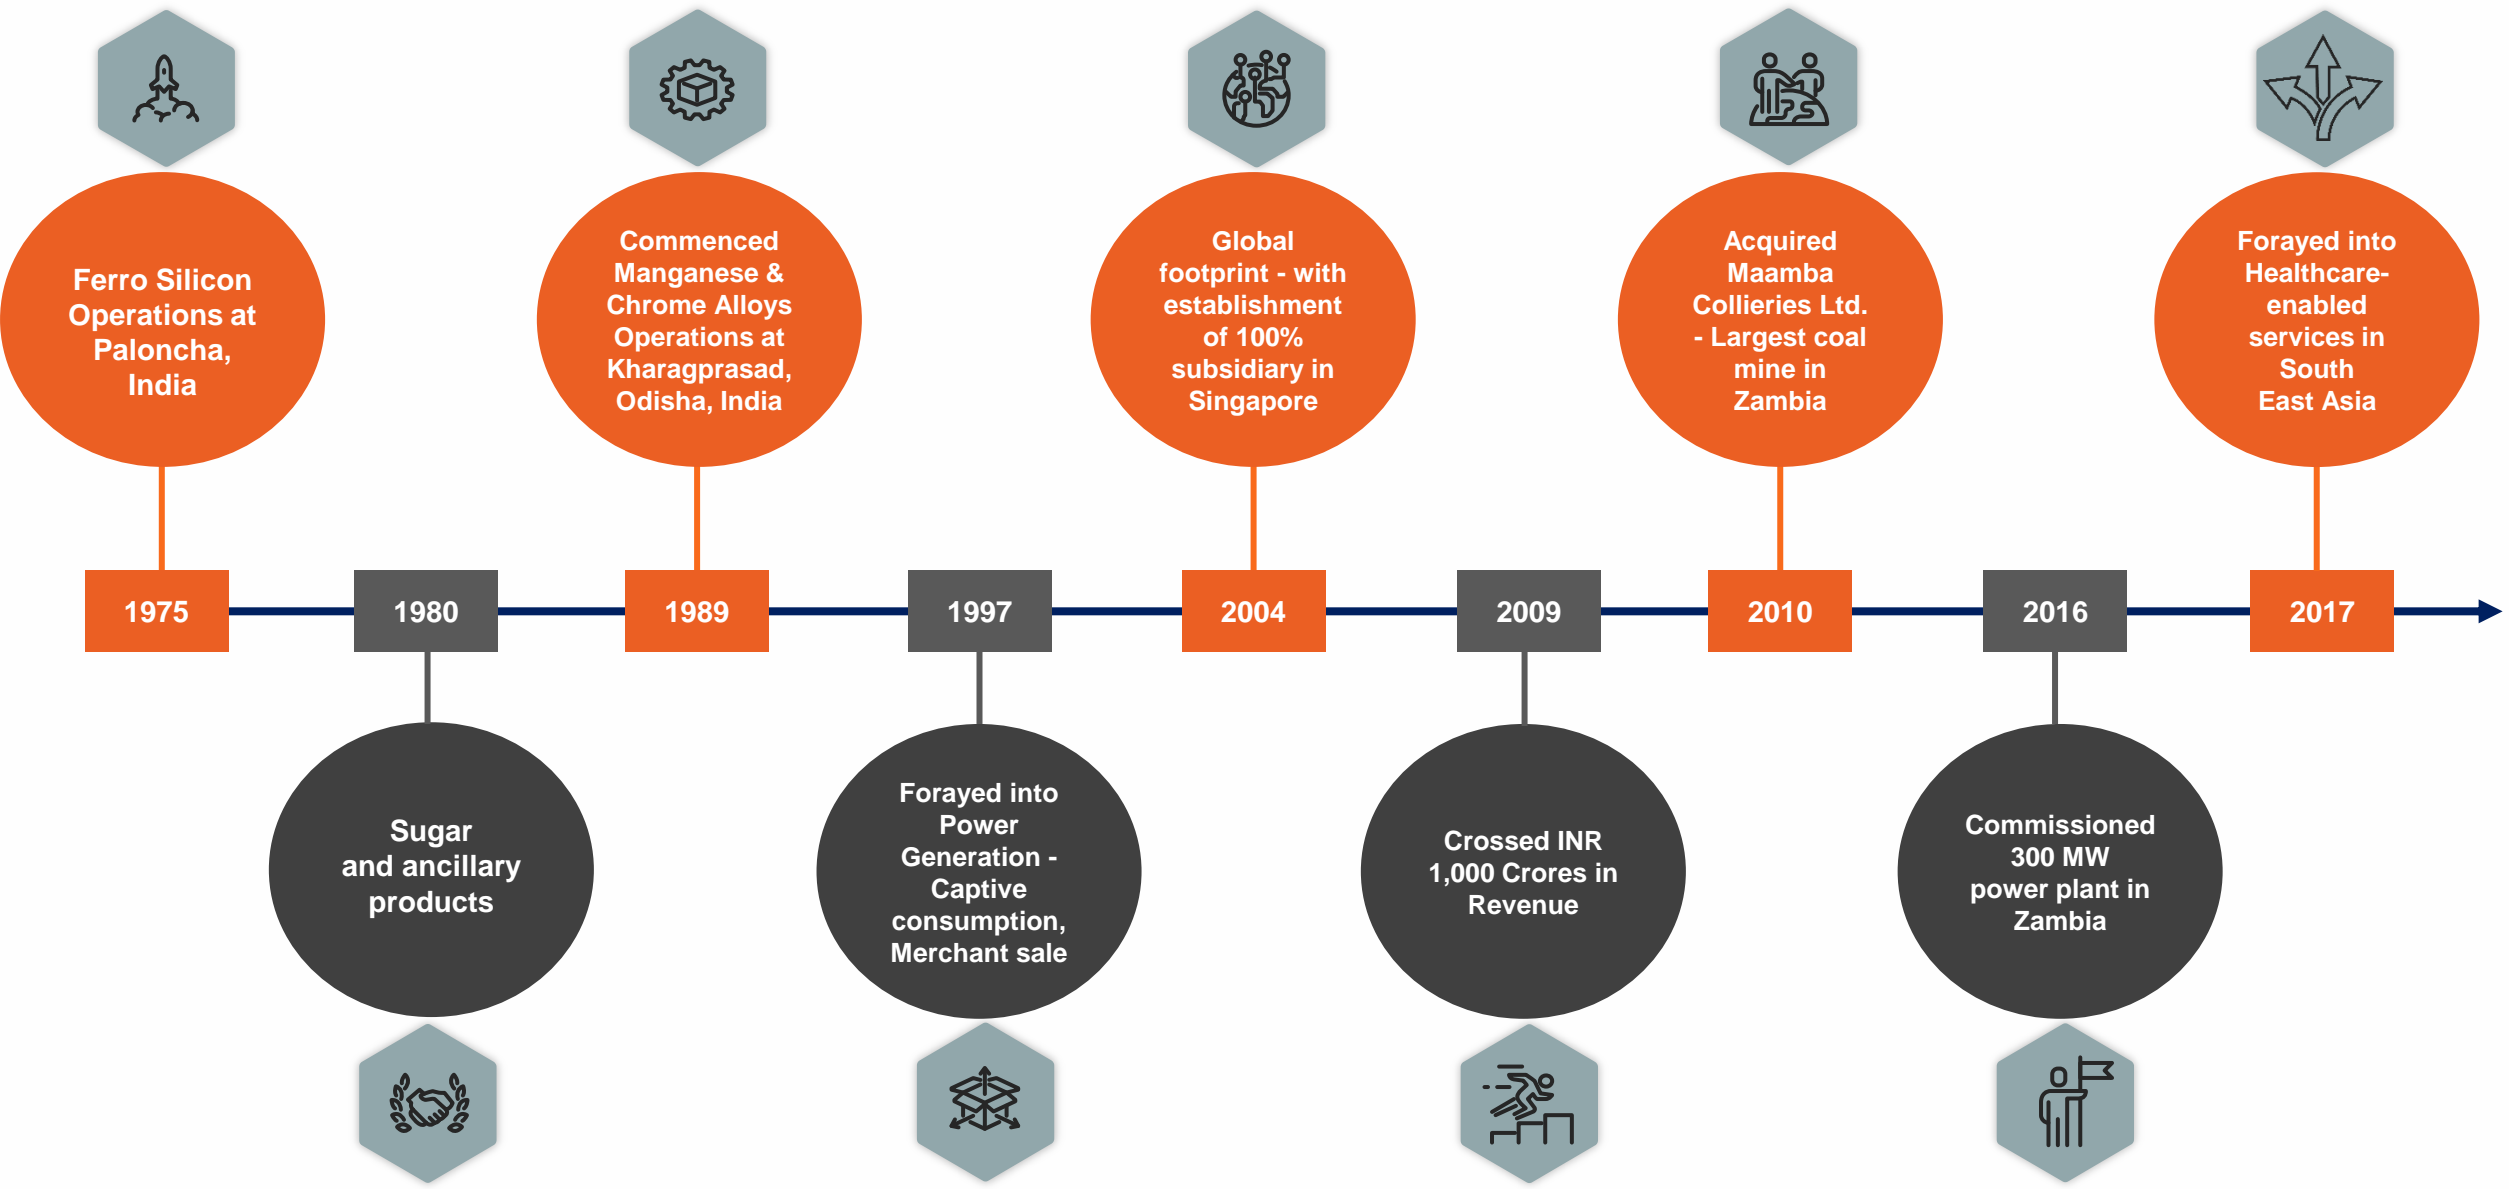 Ferro Silicon
Operations at
Paloncha,
India
Commenced
Manganese &
Chrome Alloys
Operations at
Kharagprasad,
Odisha, India
Global
footprint - with
establishment
of 100%
subsidiary in
Singapore
Acquired
Maamba
Collieries Ltd.
- Largest coal
mine in
Zambia
Forayed into
Healthcare-
enabled
services in
South
East Asia
1975
1980
1989
1997
2004
2009
2010
2016
2017
Sugar
and ancillary
products
Forayed into
Power
Generation -
Captive
consumption,
Merchant sale
Crossed INR
1,000 Crores in
Revenue
Commissioned
300 MW
power plant in
Zambia